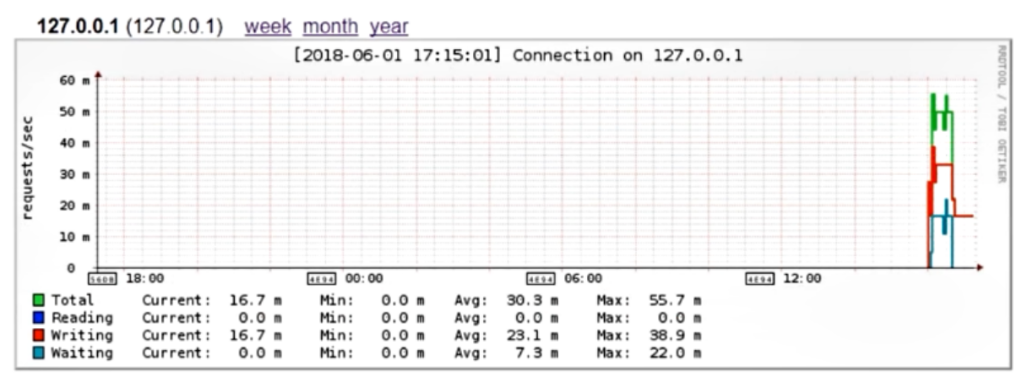 127.0.0.1 (127.0.0.1) week month year
[2018-06-01 17:15:01] Connection on 127.0.0.1
RRDTOOL / TOBI OETIKER
requests/sec
60 m
50 m
40 m
30 m
20 m
10 m
0
18:00 00:00 06:00 12:00
Total Current: 16.7 m Min: 0.0 m Avg: 30.3 m Max: 55.7 m
Reading Current: 0.0 m Min: 0.0 m Avg: 0.0 m Max: 0.0 m
Writing Current: 16.7 m Min: 0.0 m Avg: 23.1 m Max: 38.9 m
Waiting Current: 0.0 m Min: 0.0 m Avg: 7.3 m Max: 22.0 m